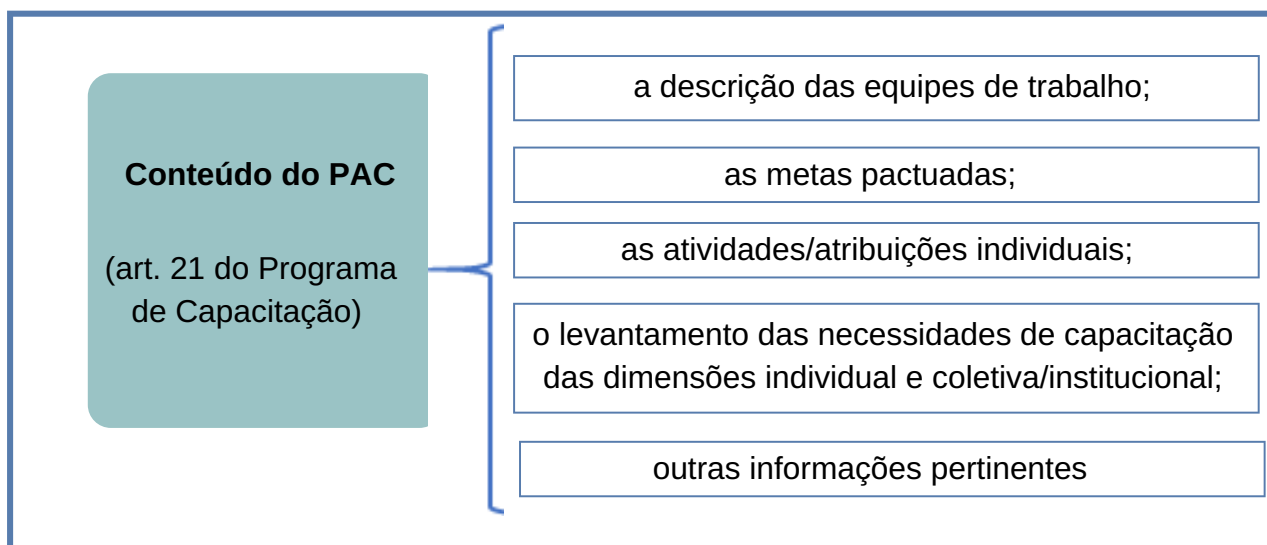 Conteúdo do PAC
(art. 21 do Programa
de Capacitação)
a descrição das equipes de trabalho;
as metas pactuadas;
as atividades/atribuições individuais;
o levantamento das necessidades de capacitação
das dimensões individual e coletiva/institucional;
outras informações pertinentes